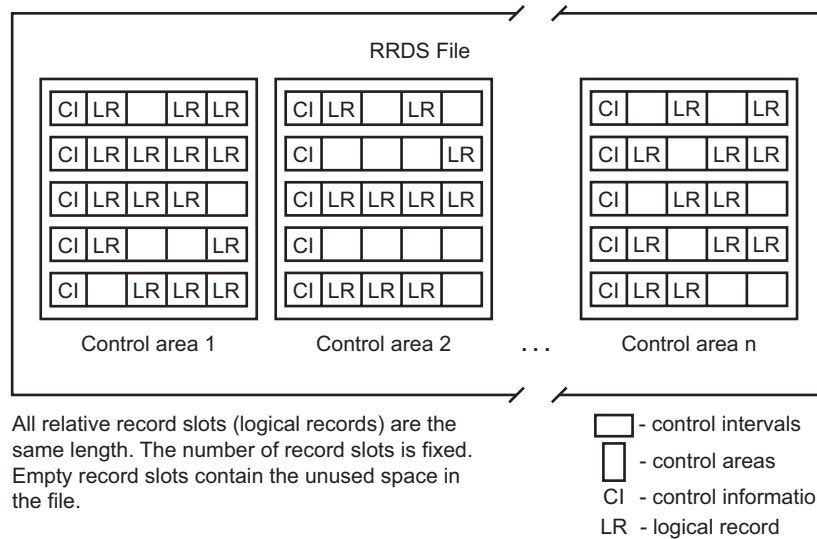 RRDS File
CI LR LR LR
CI LR LR LR LR
CI LR LR LR
CI LR LR
CI LR LR LR
Control area 1
CI LR LR
CI LR
CI LR LR LR LR
CI
CI LR LR LR
Control area 2
...
CI LR LR
CI LR LR LR
CI LR LR
CI LR LR LR
CI LR LR
Control area n
All relative record slots (logical records) are the
same length. The number of record slots is fixed.
Empty record slots contain the unused space in
the file.
- control intervals
- control areas
CI - control informatio
LR - logical record